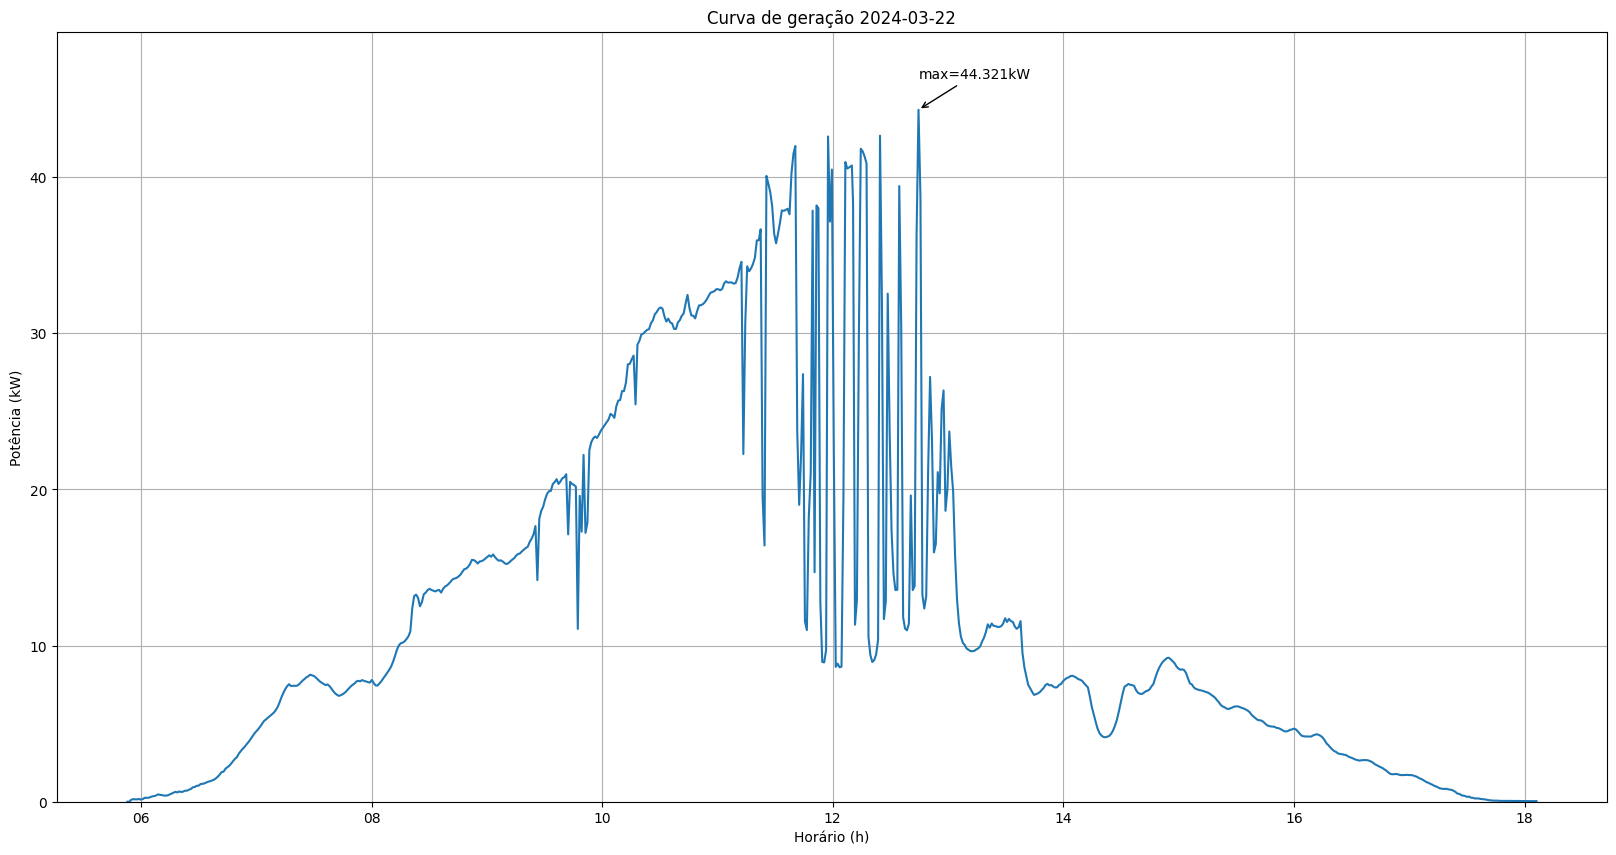 Curva de geração 2024-03-22
max=44.321kW
Potência (kW)
40
30
20
10
0
06 08 10 12 14 16 18
Horário (h)